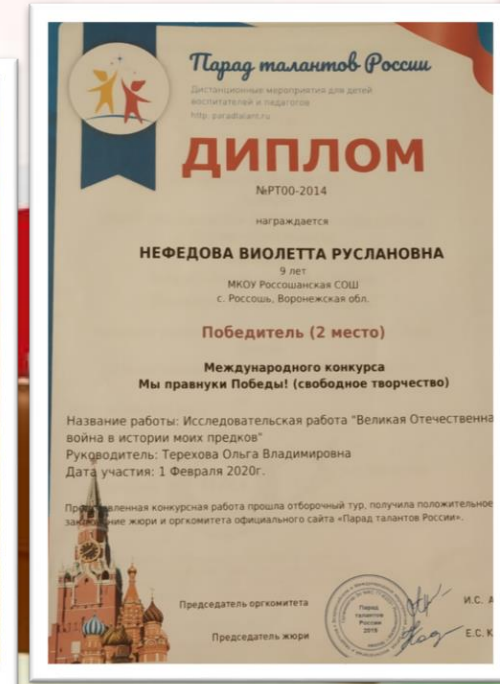 Парад талантов России
Дистанционные мероприятия для детей
воспитателей и педагогов
http. paradtalant.ru
ДИПЛОМ
№РТ00-2014
награждается
НЕФЕДОВА ВИОЛЕТТА РУСЛАНОВНА
9 лет
МКОУ Россошанская СОШ
с. Россошь, Воронежская обл.
Победитель (2 место)
Международного конкурса
Мы правнуки Победы! (свободное творчество)
Название работы: Исследовательская работа "Великая Отечественна
война в истории моих предков"
Руководитель: Терехова Ольга Владимировна
Дата участия: 1 Февраля 2020г.
Представленная конкурсная работа прошла отборочный тур, получила положительное
заключение жюри и оргкомитета официального сайта «Парад талантов России».
Председатель оргкомитета И.С. А
Председатель жюри Е.С. К
Парад
талантов
России